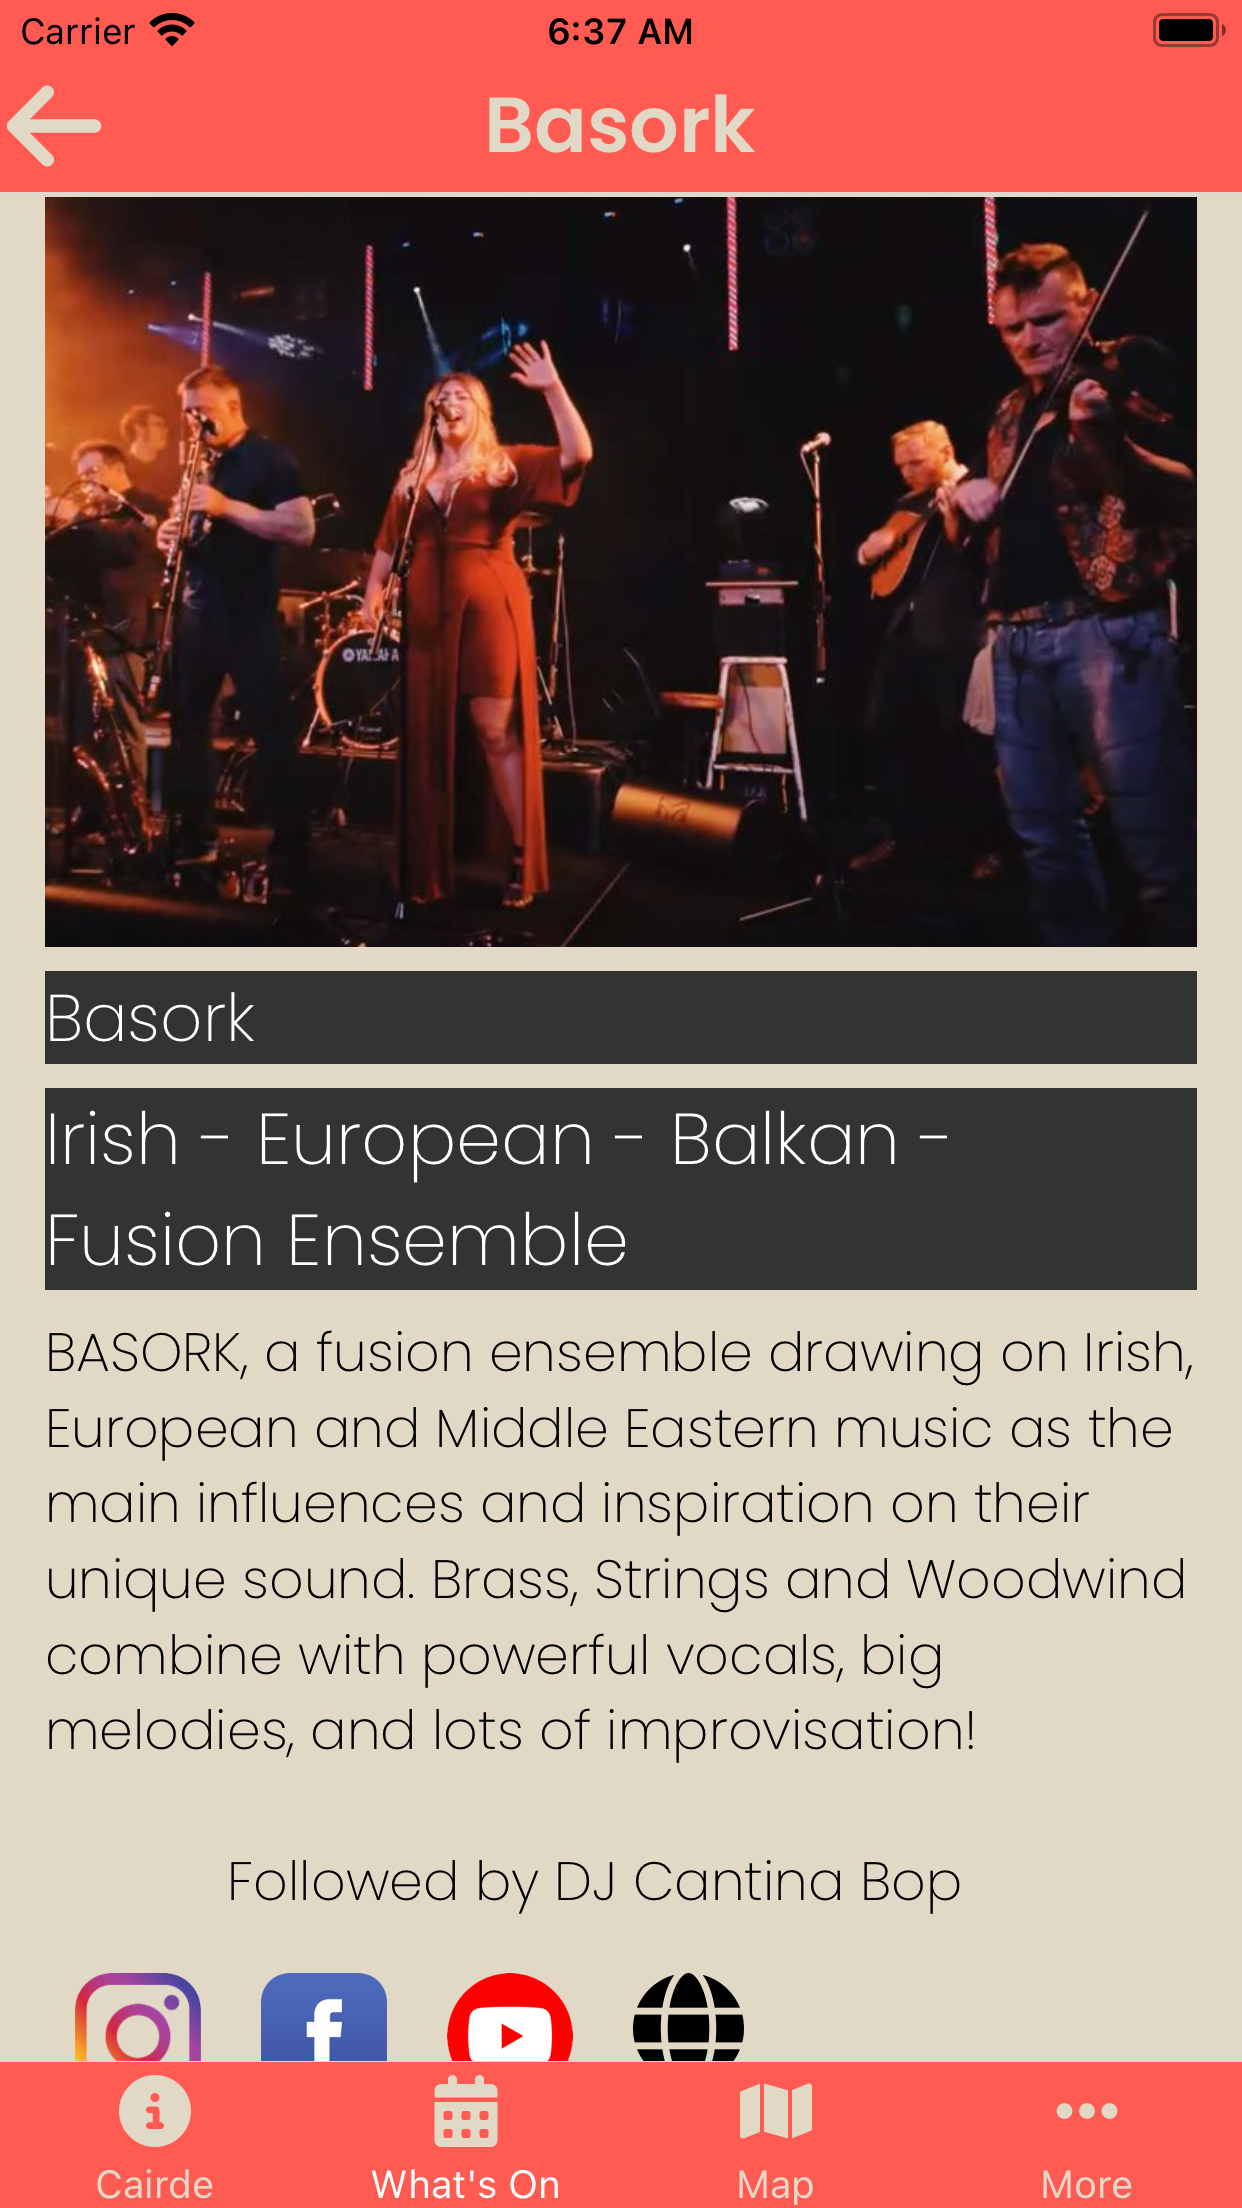 Carrier 6:37 AM
Basork
YAMAHA
Basork
Irish - European - Balkan -
Fusion Ensemble
BASORK, a fusion ensemble drawing on Irish,
European and Middle Eastern music as the
main influences and inspiration on their
unique sound. Brass, Strings and Woodwind
combine with powerful vocals, big
melodies, and lots of improvisation!
Followed by DJ Cantina Bop
Cairde What's On Map More